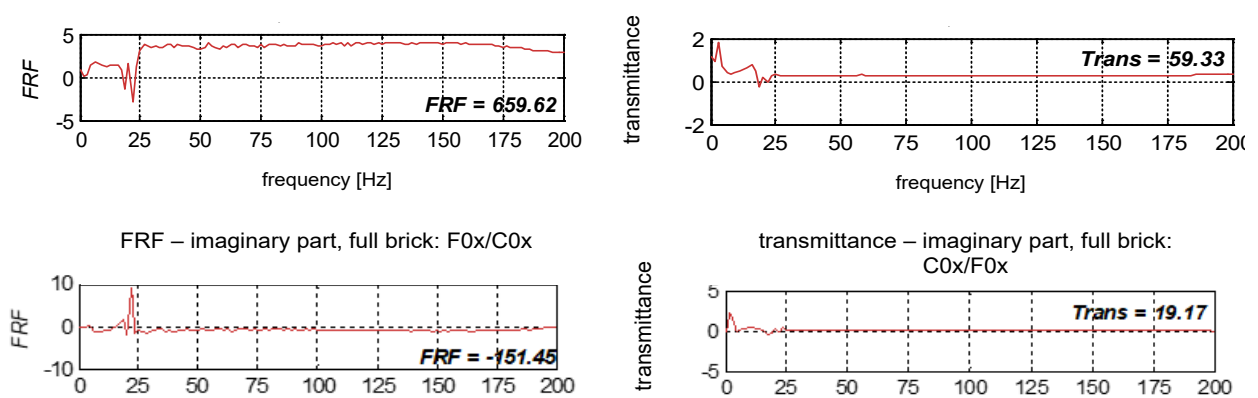 5
0
-5
FRF
FRF = 659.62
0 25 50 75 100 125 150 175 200
frequency [Hz]
2
0
-2
transmittance
Trans = 59.33
0 25 50 75 100 125 150 175 200
frequency [Hz]
FRF – imaginary part, full brick: F0x/C0x
10
0
-10
FRF
FRF = -151.45
0 25 50 75 100 125 150 175 200
transmittance – imaginary part, full brick:
C0x/F0x
5
0
-5
transmittance
Trans = 19.17
0 25 50 75 100 125 150 175 200